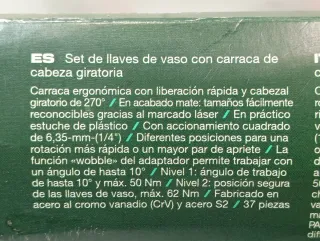 ES Set de llaves de vaso con carraca de
cabeza giratoria
Carraca ergonómica con liberación rápida y cabezal
giratorio de 270° / En acabado mate: tamaños fácilmente
reconocibles gracias al marcado láser / En práctico
estuche de plástico / Con accionamiento cuadrado
de 6,35-mm-(1/4") / Diferentes posiciones para una
rotación más rápida o un mayor par de apriete / La
función «wobble» del adaptador permite trabajar con
un ángulo de hasta 10° / Nivel 1: ángulo de trabajo
de hasta 10° y máx. 50 Nm / Nivel 2: posición segura
de las llaves de vaso, máx. 62 Nm / Fabricado en
acero al cromo vanadio (CrV) y acero S2 / 37 piezas